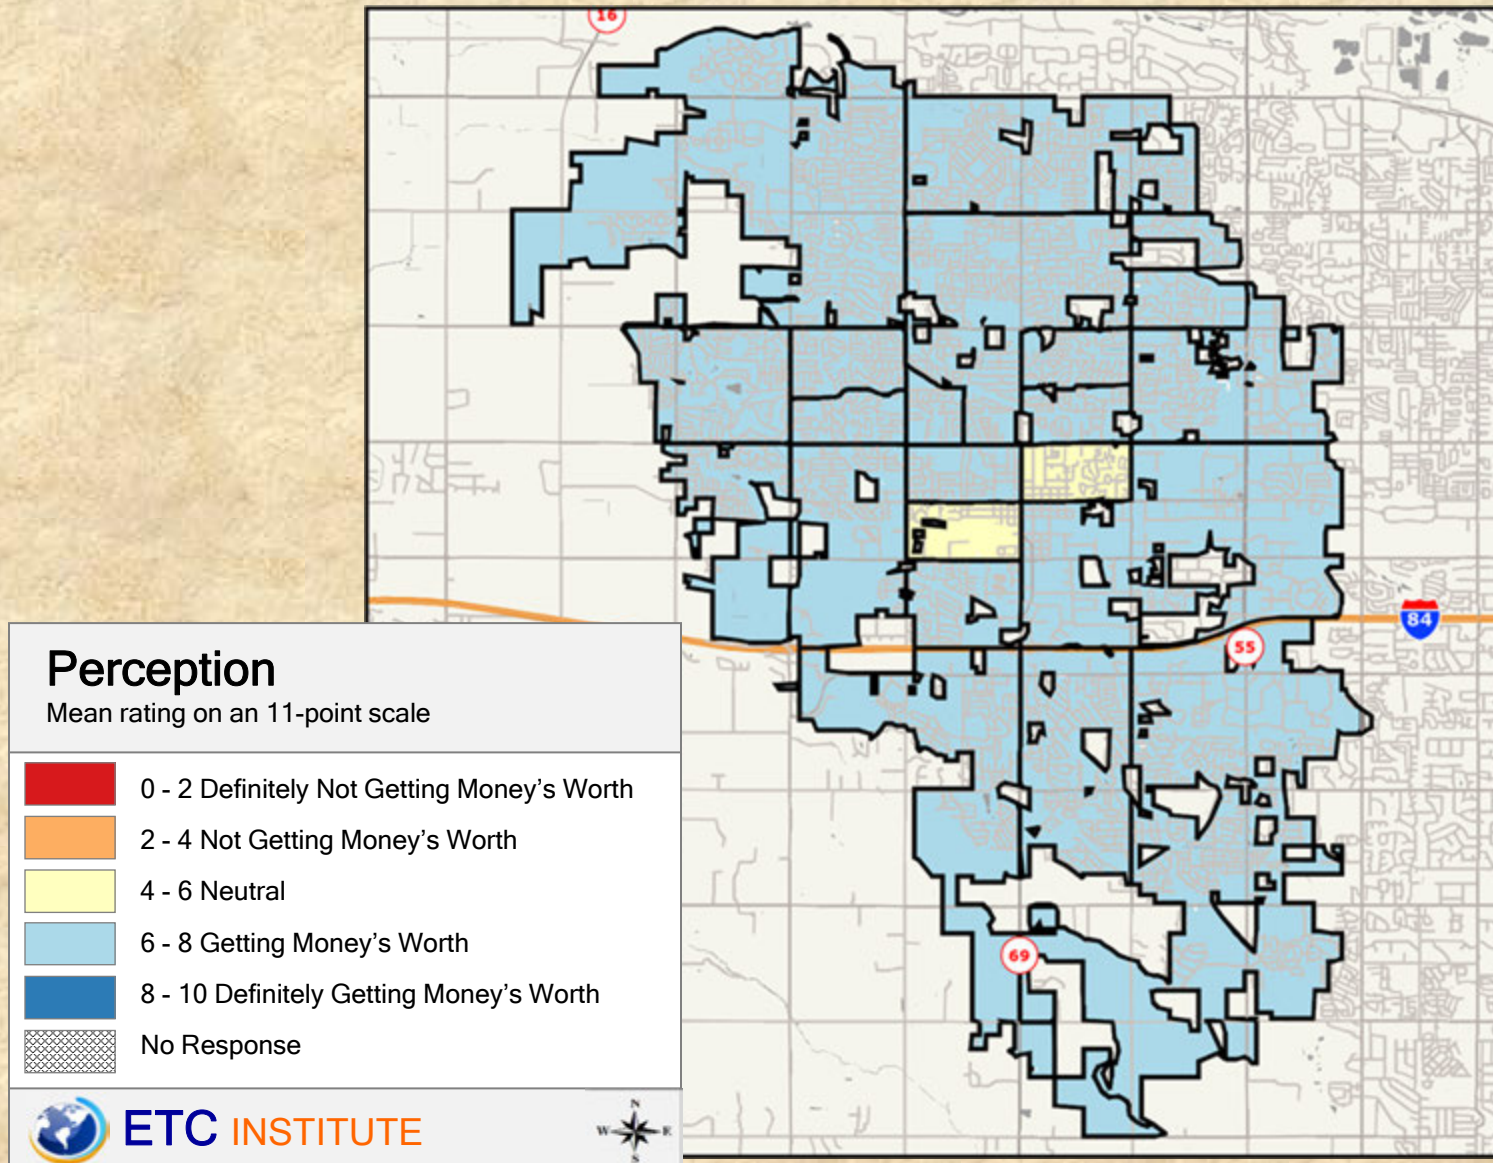 16
84
55
69
Perception
Mean rating on an 11-point scale
0 - 2 Definitely Not Getting Money's Worth
2 - 4 Not Getting Money's Worth
4 - 6 Neutral
6 - 8 Getting Money's Worth
8 - 10 Definitely Getting Money's Worth
No Response
ETC INSTITUTE
N
W E
S